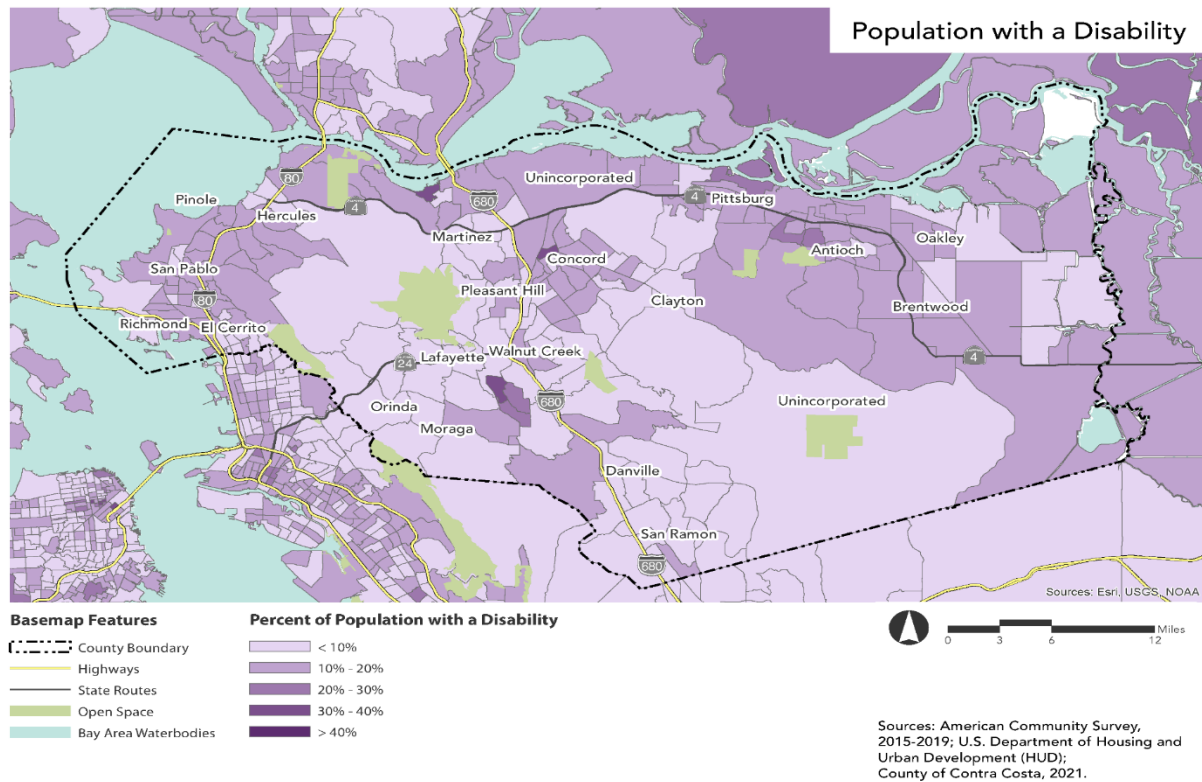 Population with a Disability
80
Unincorporated
Pinole
680
4
Pittsburg
Hercules
4
Martinez
Oakley
Antioch
San Pablo
Concord
Pleasant Hill
80
Clayton
Brentwood
Richmond
El Cerrito
Lafayette
Walnut Creek
24
4
Orinda
680
Unincorporated
Moraga
Danville
San Ramon
680
Sources: Esri, USGS, NOAA
Basemap Features
County Boundary
Highways
State Routes
Open Space
Bay Area Waterbodies
Percent of Population with a Disability
< 10%
10% - 20%
20% - 30%
30% - 40%
> 40%
0 3 6 12 Miles
Sources: American Community Survey,
2015-2019; U.S. Department of Housing and
Urban Development (HUD);
County of Contra Costa, 2021.